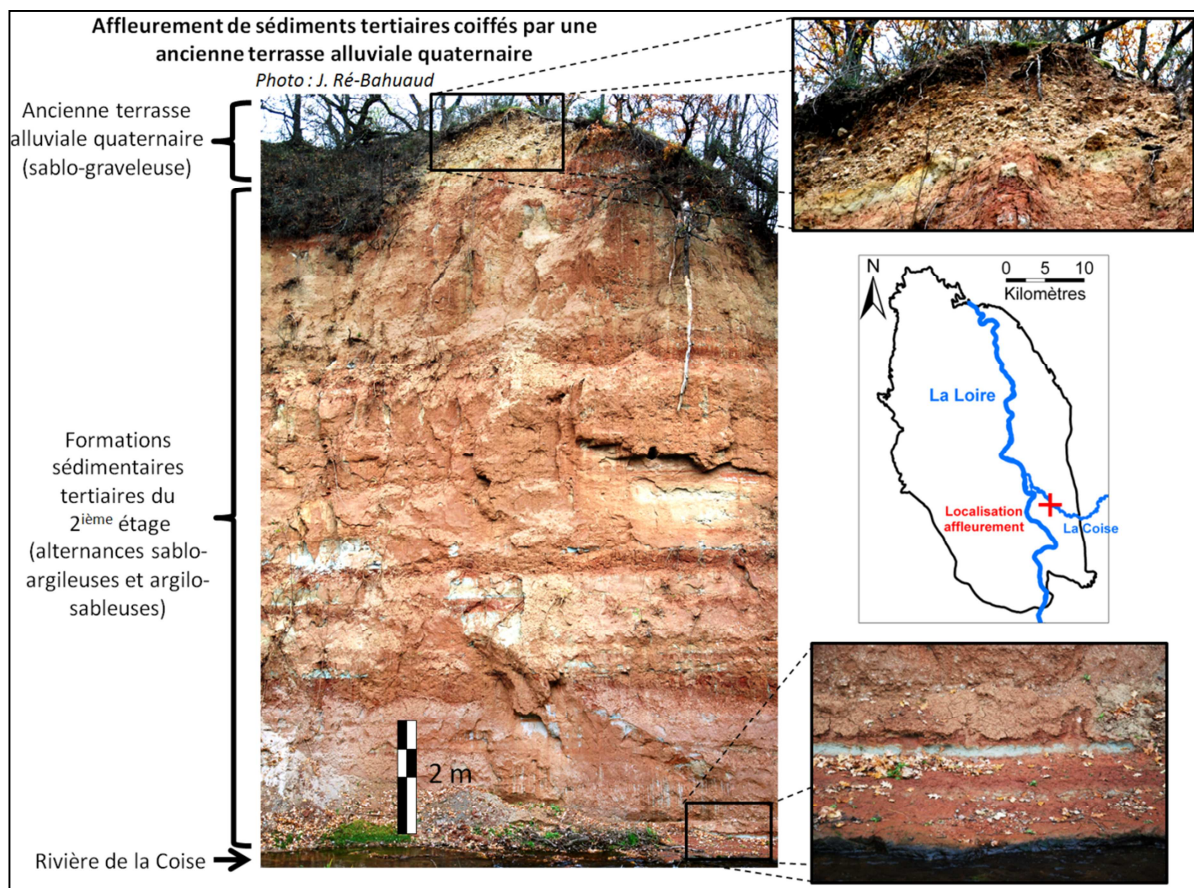 Affleurement de sédiments tertiaires coiffés par une
ancienne terrasse alluviale quaternaire
Photo : J. Ré-Bahuaud
Ancienne terrasse
alluviale quaternaire
(sablo-graveleuse)
Formations
sédimentaires
tertiaires du
2ième étage
(alternances sablo-
argileuses et argilo-
sableuses)
Rivière de la Coise
2 m
N
0 5 10
Kilomètres
La Loire
Localisation
affleurement
La Coise